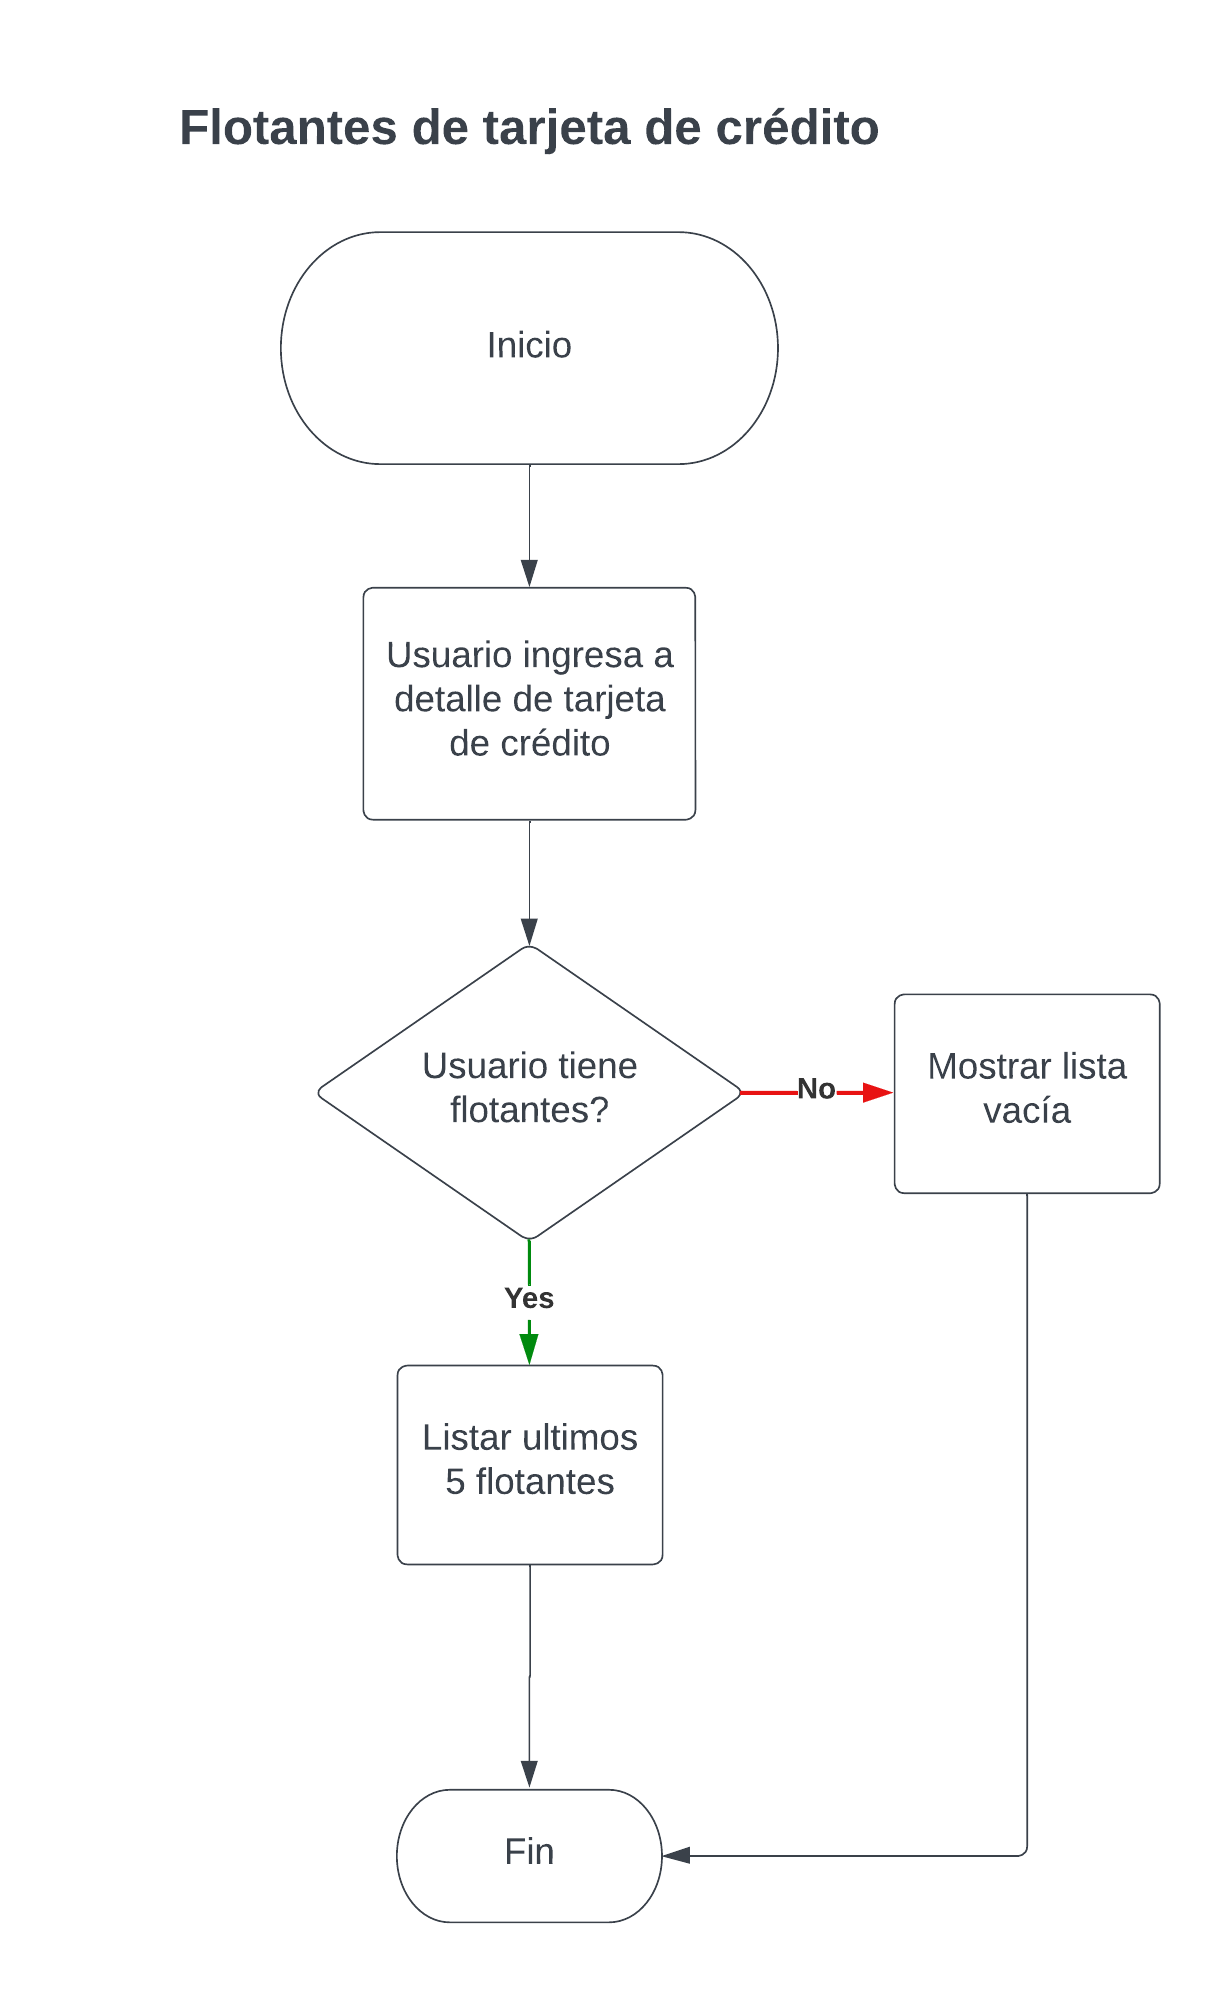 Flotantes de tarjeta de crédito
Inicio
Usuario ingresa a
detalle de tarjeta
de crédito
Usuario tiene
flotantes?
No
Mostrar lista
vacía
Yes
Listar ultimos
5 flotantes
Fin